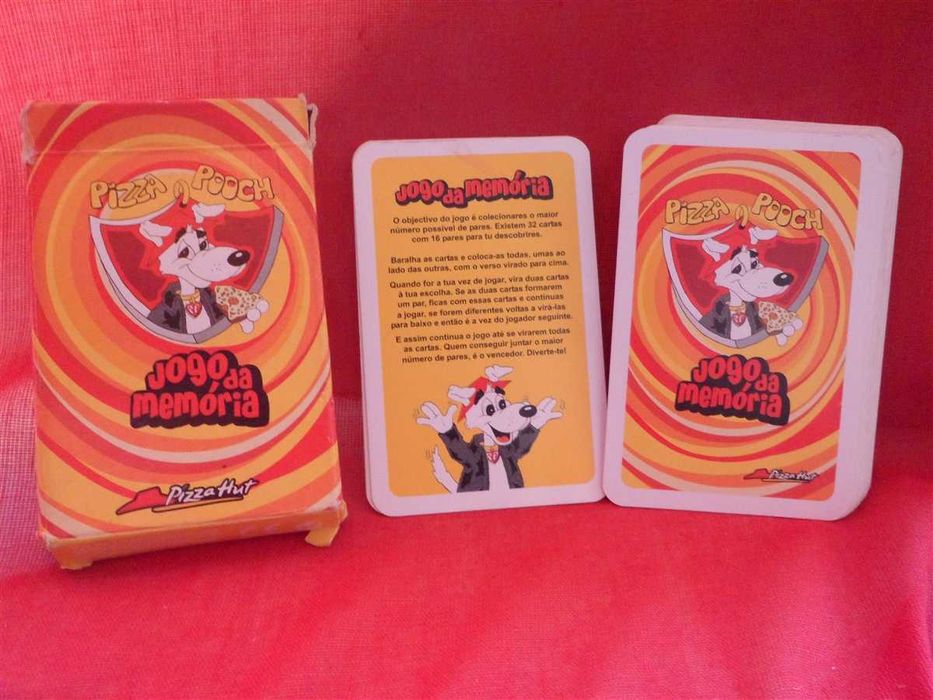 PIZZA POOCH
JOGO da
memória
Pizza Hut
JOGO da memória
O objectivo do jogo é colecionares o maior
número possível de pares. Existem 32 cartas
com 16 pares para tu descobrires.
Baralha as cartas e coloca-as todas, umas ao
lado das outras, com o verso virado para cima.
Quando for a tua vez de jogar, vira duas cartas
à tua escolha. Se as duas cartas formarem
um par, ficas com essas cartas e continuas
a jogar, se forem diferentes voltas a virá-las
para baixo e então é a vez do jogador seguinte.
E assim continua o jogo até se virarem todas
as cartas. Quem conseguir juntar o maior
número de pares, é o vencedor. Diverte-te!
PIZZA POOCH
JOGO da
memória
Pizza Hut